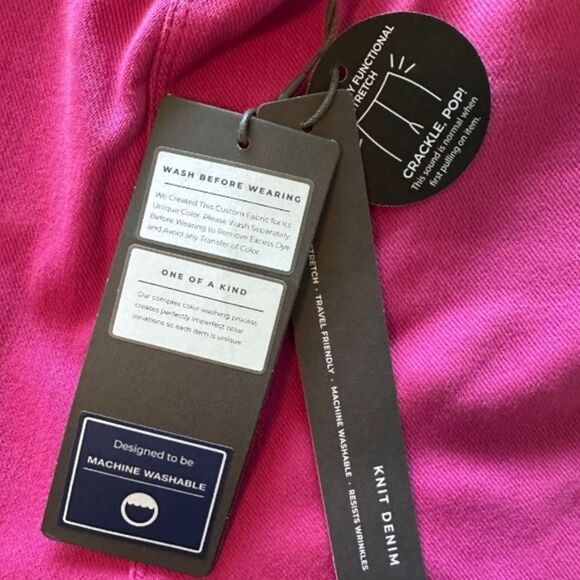 WASH BEFORE WEARING
We Created This Custom Fabric for its
Unique Color. Please Wash Separately
Before Wearing to Remove Excess Dye
and Avoid any Transfer of Color.
ONE OF A KIND
Our complex color-washing process
creates perfectly imperfect color
variations so each item is unique.
Designed to be
MACHINE WASHABLE
FUNCTIONAL
CRACKLE, POP!
This sound is normal when
first pulling on item.
STRETCH · TRAVEL FRIENDLY · MACHINE WASHABLE · RESISTS WRINKLES
KNIT DENIM